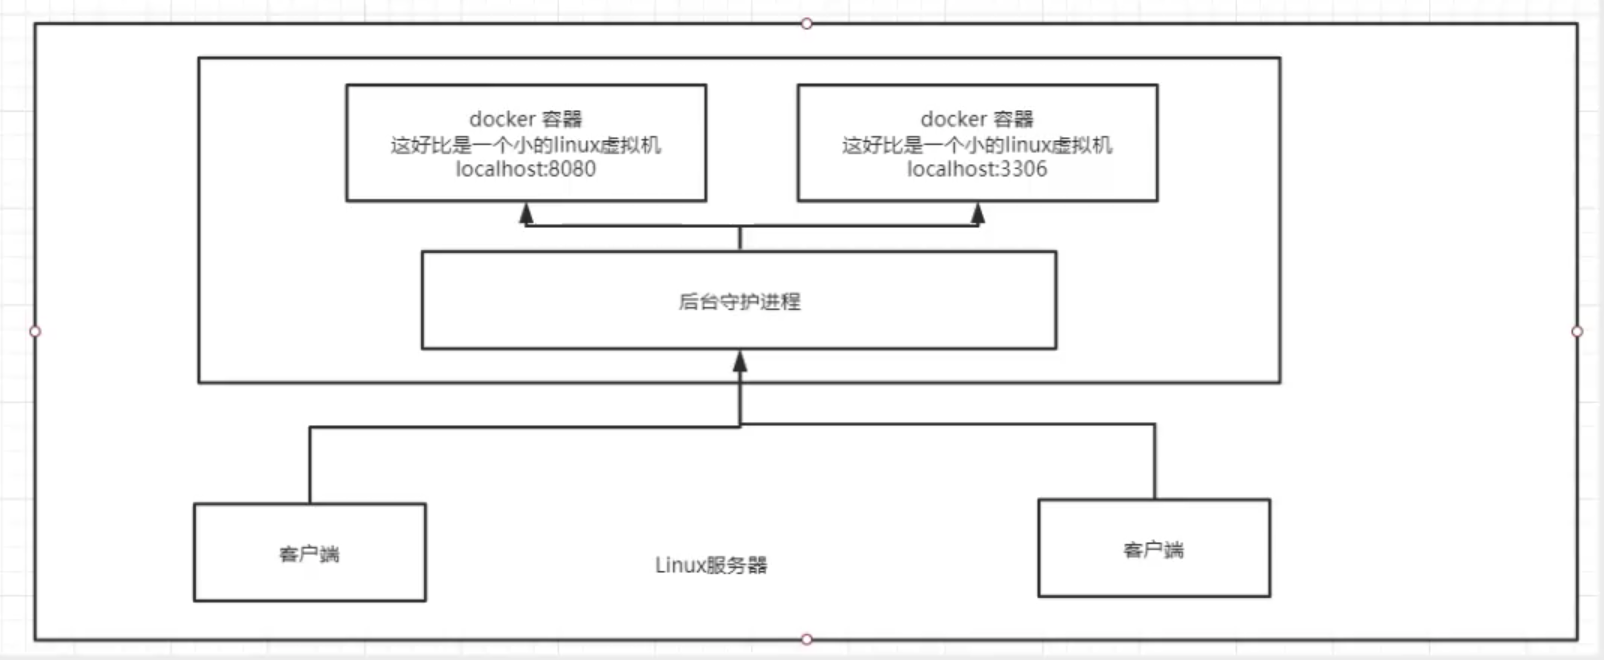 docker 容器
这好比是一个小的linux虚拟机
localhost:8080
docker 容器
这好比是一个小的linux虚拟机
localhost:3306
后台守护进程
客户端
Linux服务器
客户端